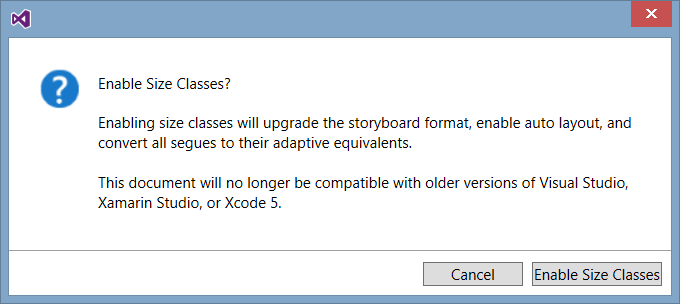 Enable Size Classes?
Enabling size classes will upgrade the storyboard format, enable auto layout, and
convert all segues to their adaptive equivalents.
This document will no longer be compatible with older versions of Visual Studio,
Xamarin Studio, or Xcode 5.
Cancel
Enable Size Classes